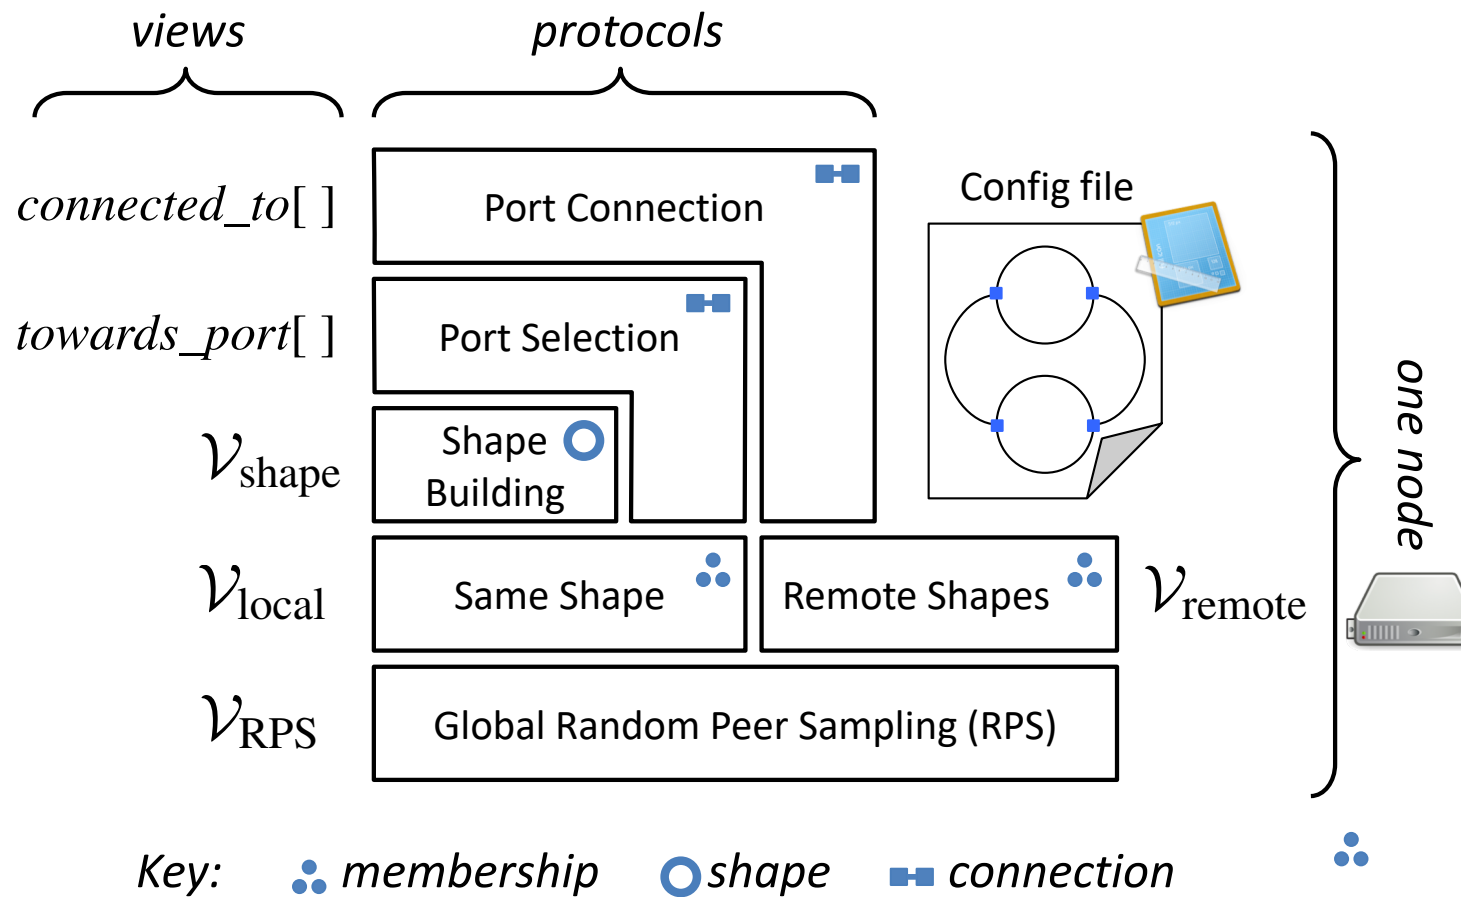 views
protocols
connected_to[ ]
Port Connection
Config file
towards_port[ ]
Port Selection
one node
𝒱shape
Shape
Building
𝒱local
Same Shape
Remote Shapes
𝒱remote
𝒱RPS
Global Random Peer Sampling (RPS)
Key:
membership
shape
connection